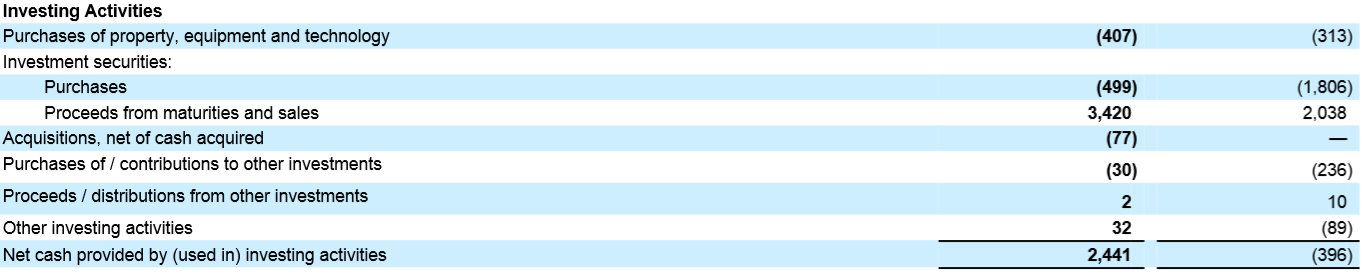 Investing Activities
Purchases of property, equipment and technology (407) (313)
Investment securities:
Purchases (499) (1,806)
Proceeds from maturities and sales 3,420 2,038
Acquisitions, net of cash acquired (77) —
Purchases of / contributions to other investments (30) (236)
Proceeds / distributions from other investments 2 10
Other investing activities 32 (89)
Net cash provided by (used in) investing activities 2,441 (396)